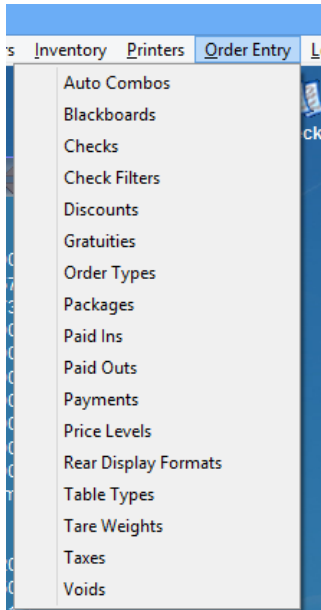 Inventory Printers Order Entry
Auto Combos
Blackboards
Checks
Check Filters
Discounts
Gratuities
Order Types
Packages
Paid Ins
Paid Outs
Payments
Price Levels
Rear Display Formats
Table Types
Tare Weights
Taxes
Voids